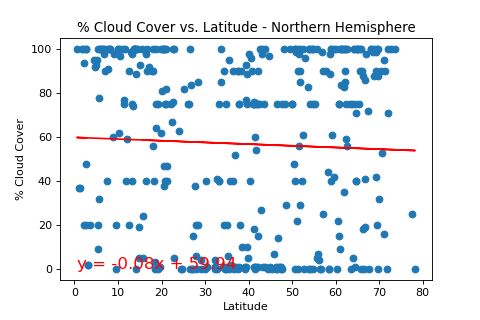 % Cloud Cover vs. Latitude - Northern Hemisphere
100
80
60
40
20
0
% Cloud Cover
y = -0.08x + 59.94
0 10 20 30 40 50 60 70 80
Latitude